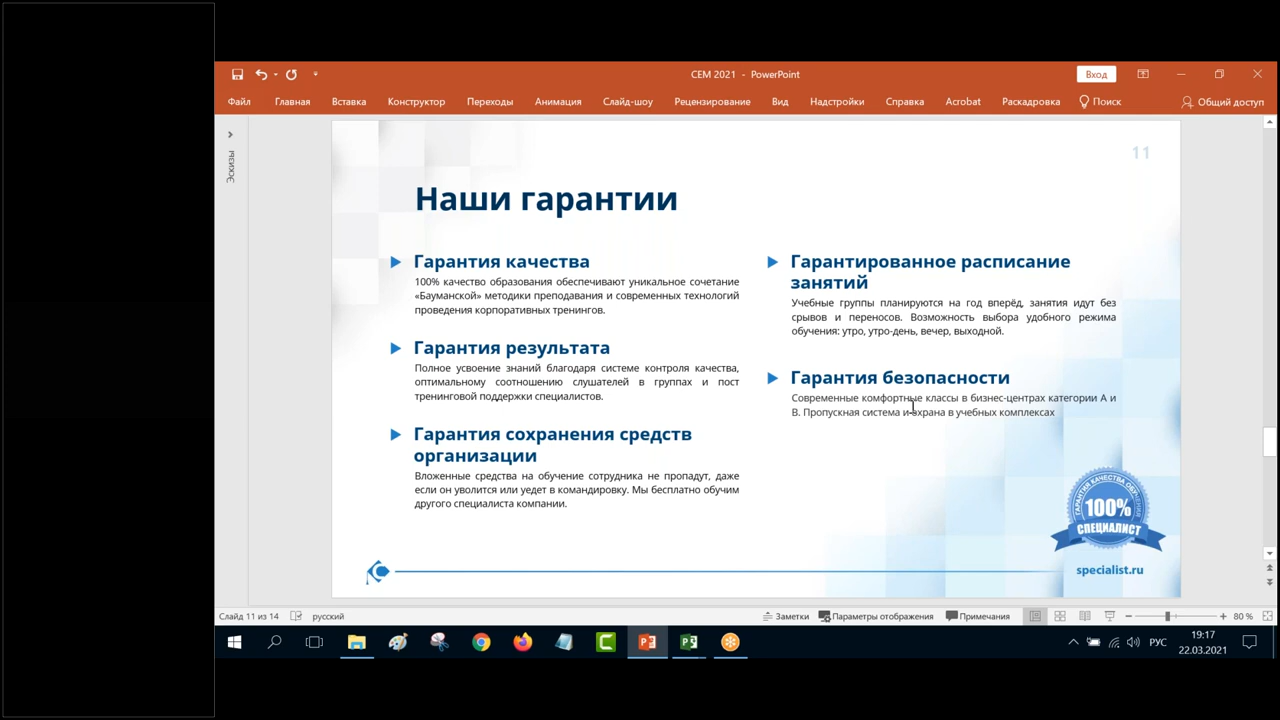 CEM 2021 - PowerPoint
Вход
Файл
Главная
Вставка
Конструктор
Переходы
Анимация
Слайд-шоу
Рецензирование
Вид
Надстройки
Справка
Acrobat
Раскадровка
Поиск
Общий доступ
Эскизы
11
Наши гарантии
Гарантия качества
100% качество образования обеспечивают уникальное сочетание
«Бауманской» методики преподавания и современных технологий
проведения корпоративных тренингов.
Гарантия результата
Полное усвоение знаний благодаря системе контроля качества,
оптимальному соотношению слушателей в группах и пост
тренинговой поддержки специалистов.
Гарантия сохранения средств
организации
Вложенные средства на обучение сотрудника не пропадут, даже
если он уволится или уедет в командировку. Мы бесплатно обучим
другого специалиста компании.
Гарантированное расписание
занятий
Учебные группы планируются на год вперёд, занятия идут без
срывов и переносов. Возможность выбора удобного режима
обучения: утро, утро-день, вечер, выходной.
Гарантия безопасности
Современные комфортные классы в бизнес-центрах категории А и
В. Пропускная система и охрана в учебных комплексах
ГАРАНТИЯ КАЧЕСТВА ОБУЧЕНИЯ
100%
СПЕЦИАЛИСТ
specialist.ru
Слайд 11 из 14
русский
Заметки
Параметры отображения
Примечания
80 %
РУС
19:17
22.03.2021